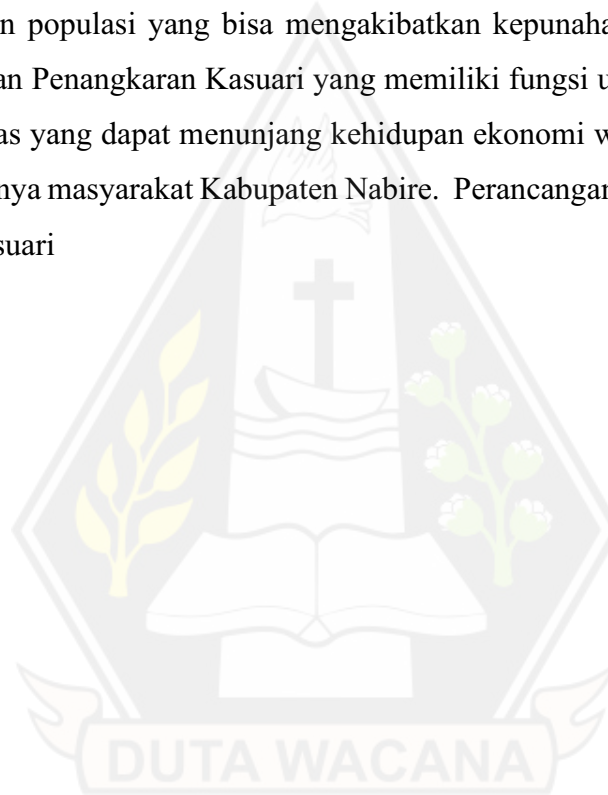 n populasi yang bisa mengakibatkan kepunaha
an Penangkaran Kasuari yang memiliki fungsi u
as yang dapat menunjang kehidupan ekonomi w
nya masyarakat Kabupaten Nabire. Perancangan
suari
DUTA WACANA